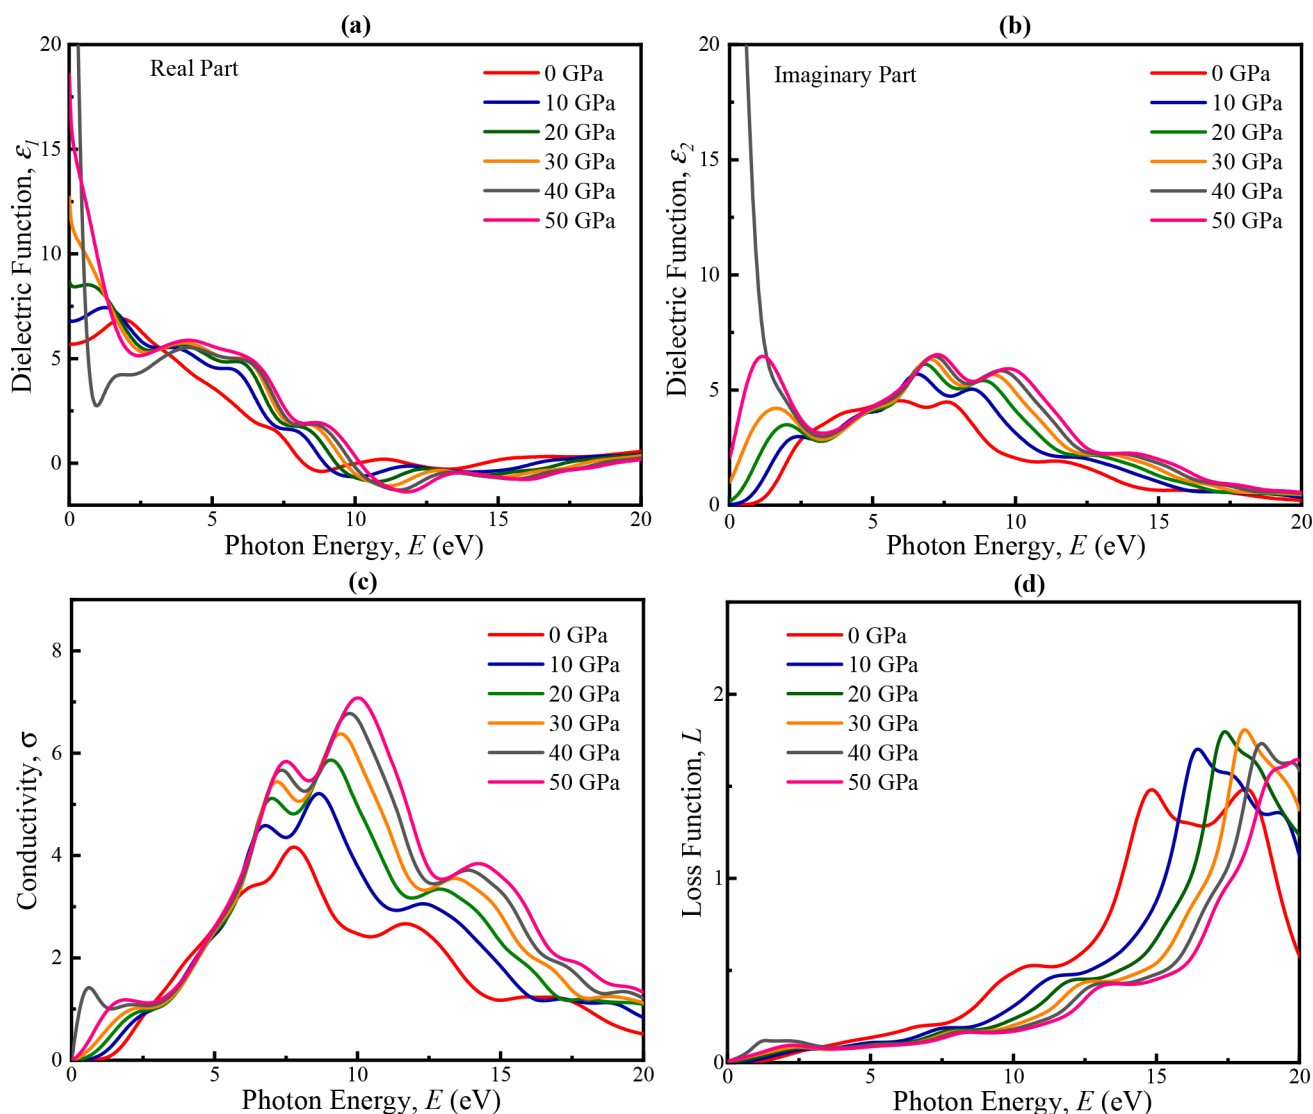 (a)
Real Part
0 GPa
10 GPa
20 GPa
30 GPa
40 GPa
50 GPa
20
15
10
5
0
Dielectric Function, ε1
0 5 10 15 20
Photon Energy, E (eV)
(b)
Imaginary Part
0 GPa
10 GPa
20 GPa
30 GPa
40 GPa
50 GPa
20
15
10
5
0
Dielectric Function, ε2
0 5 10 15 20
Photon Energy, E (eV)
(c)
0 GPa
10 GPa
20 GPa
30 GPa
40 GPa
50 GPa
8
6
4
2
0
Conductivity, σ
0 5 10 15 20
Photon Energy, E (eV)
(d)
0 GPa
10 GPa
20 GPa
30 GPa
40 GPa
50 GPa
2
1
0
Loss Function, L
0 5 10 15 20
Photon Energy, E (eV)